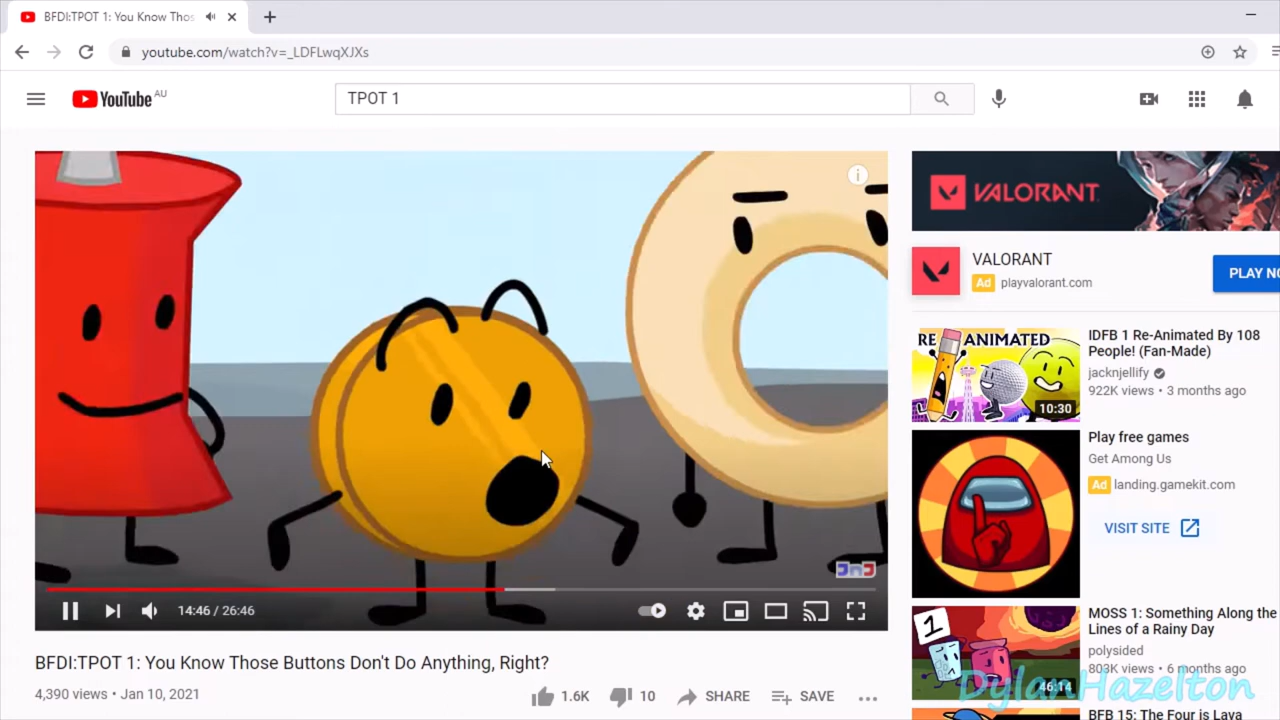 BFDI:TPOT 1: You Know Thos
youtube.com/watch?v=_LDFLwqXJXs
YouTube AU
TPOT 1
i
JnJ
14:46 / 26:46
BFDI:TPOT 1: You Know Those Buttons Don't Do Anything, Right?
4,390 views • Jan 10, 2021
1.6K
10
SHARE
SAVE
VALORANT
VALORANT
Ad playvalorant.com
PLAY NO
RE ANIMATED
10:30
IDFB 1 Re-Animated By 108
People! (Fan-Made)
jacknjellify
922K views • 3 months ago
Play free games
Get Among Us
Ad landing.gamekit.com
VISIT SITE
1
46:14
MOSS 1: Something Along the
Lines of a Rainy Day
polysided
803K views • 6 months ago
DylanHazelton
BFB 15: The Four is Lava